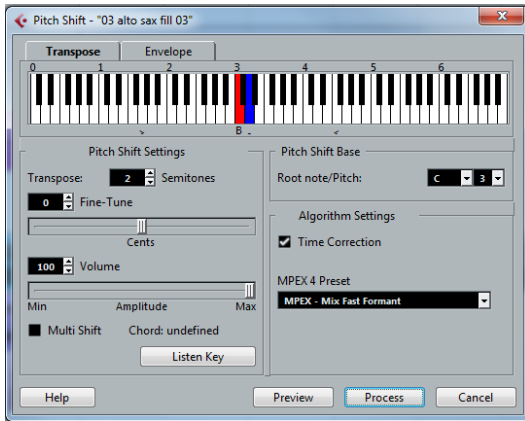 Pitch Shift - "03 alto sax fill 03"
Transpose Envelope
0 1 2 3 4 5 6
B
Pitch Shift Settings
Transpose: 2 Semitones
0 Fine-Tune
Cents
100 Volume
Min Amplitude Max
Multi Shift Chord: undefined
Listen Key
Pitch Shift Base
Root note/Pitch: C 3
Algorithm Settings
Time Correction
MPEX 4 Preset
MPEX - Mix Fast Formant
Help Preview Process Cancel